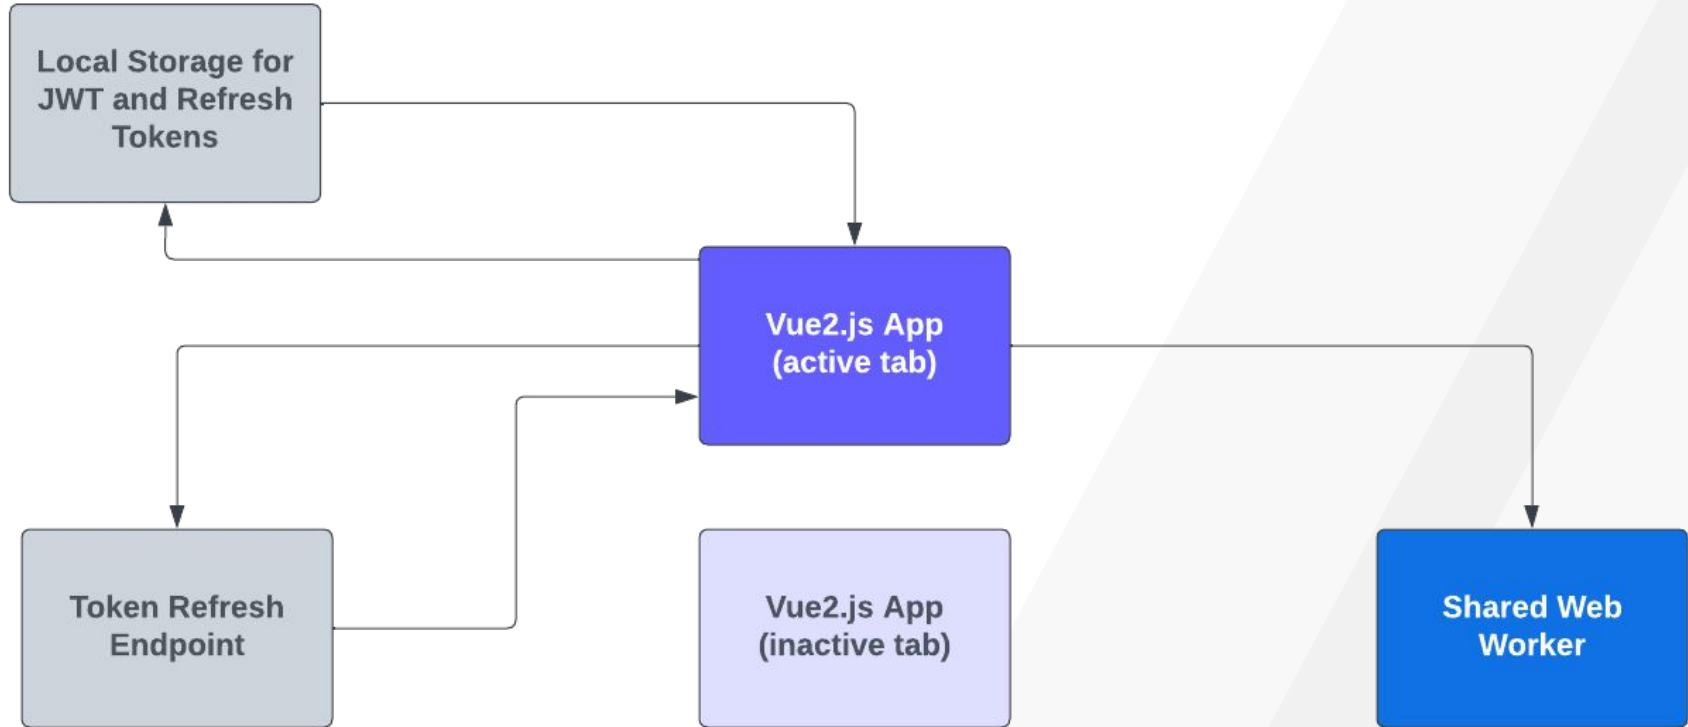 Local Storage for
JWT and Refresh
Tokens
Vue2.js App
(active tab)
Token Refresh
Endpoint
Vue2.js App
(inactive tab)
Shared Web
Worker